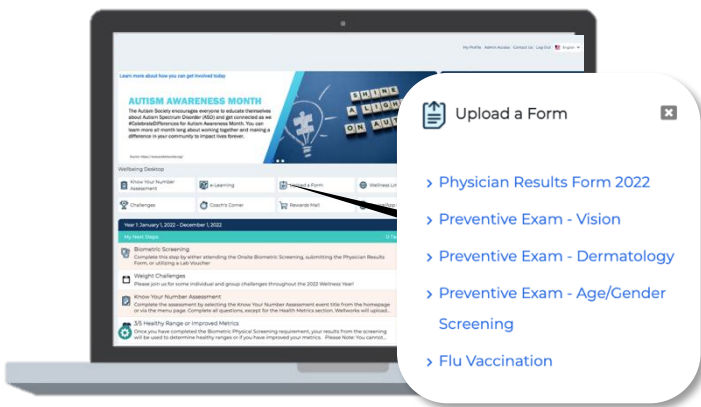 My Profile Admin Access Contact Us Log Out English
Learn more about how you can get involved today
AUTISM AWARENESS MONTH
The Autism Society encourages everyone to educate themselves
about Autism Spectrum Disorder (ASD) and get connected as we
#CelebrateDifferences for Autism Awareness Month. You can
learn more all month long about working together and making a
difference in your community to impact lives forever.
SHINE
A LIGH
ON AUT
Wellbeing Desktop
Know Your Number
Assessment
e-Learning
Upload a Form
Wellness
Challenges
Coach's Corner
Rewards Mall
Year 1: January 1, 2022 - December 1, 2022
My Next Steps
Biometric Screening
Complete this step by either attending the Onsite Biometric Screening, submitting the Physician Results
Form, or utilizing a Lab Voucher
Weight Challenges
Please join us for some individual and group challenges throughout the 2022 Wellness Year!
Know Your Number Assessment
Complete the assessment by selecting the Know Your Number Assessment event title from the homepage
or via the menu page. Complete all questions, except for the Health Metrics section. Wellworks will upload...
3/5 Healthy Range or Improved Metrics
Once you have completed the Biometric Physical Screening requirement, your results from the screening
will be used to determine healthy ranges or if you have improved your metrics. Please Note: You cannot...
Upload a Form
Physician Results Form 2022
Preventive Exam - Vision
Preventive Exam - Dermatology
Preventive Exam - Age/Gender
Screening
Flu Vaccination